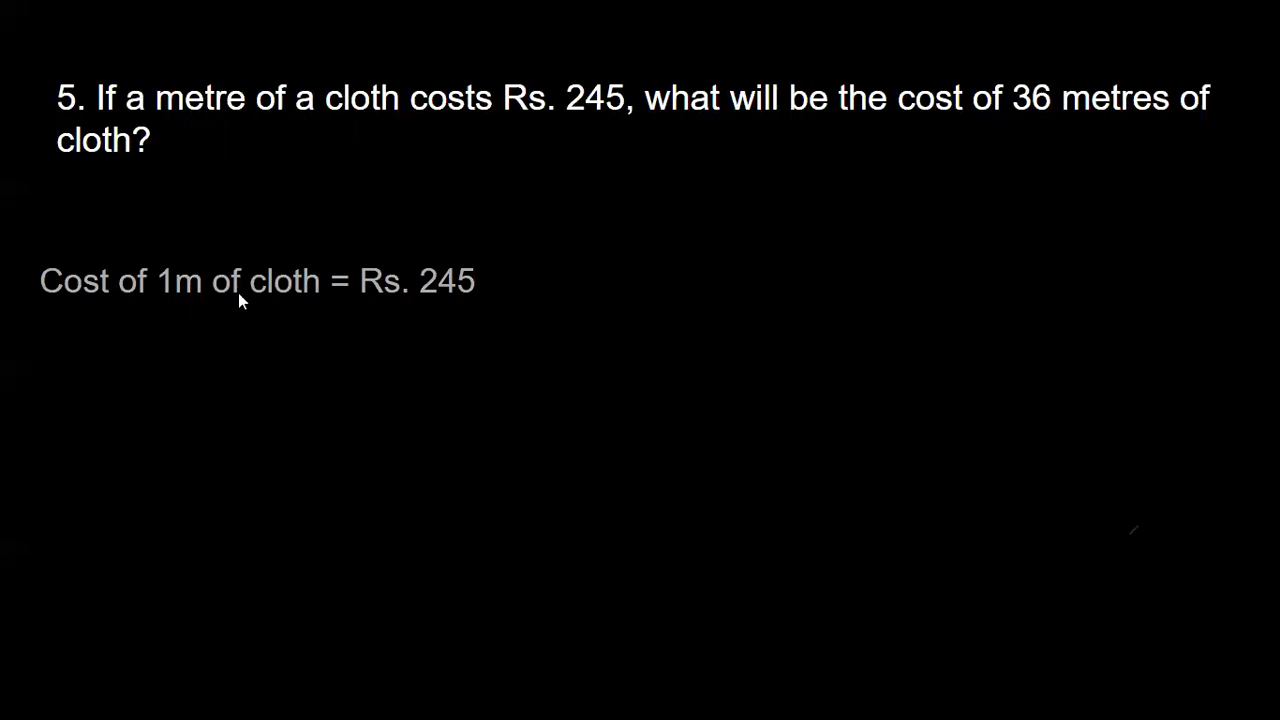 5. If a metre of a cloth costs Rs. 245, what will be the cost of 36 metres of
cloth?
Cost of 1m of cloth = Rs. 245